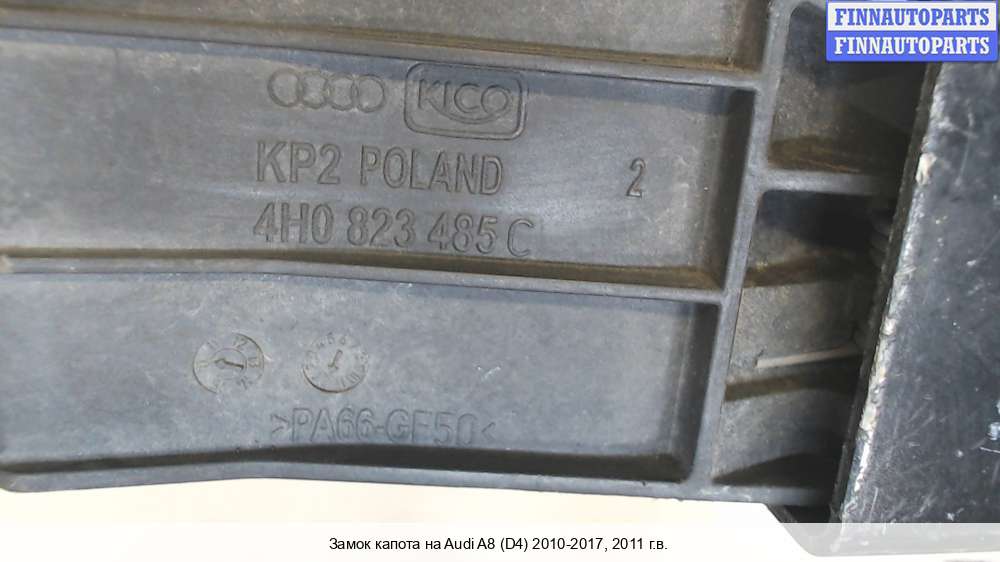 FINNAUTOPARTS
FINNAUTOPARTS
KICO
KP2 POLAND 2
4H0 823 485 C
>PA66-GF50<
Замок капота на Audi A8 (D4) 2010-2017, 2011 г.в.